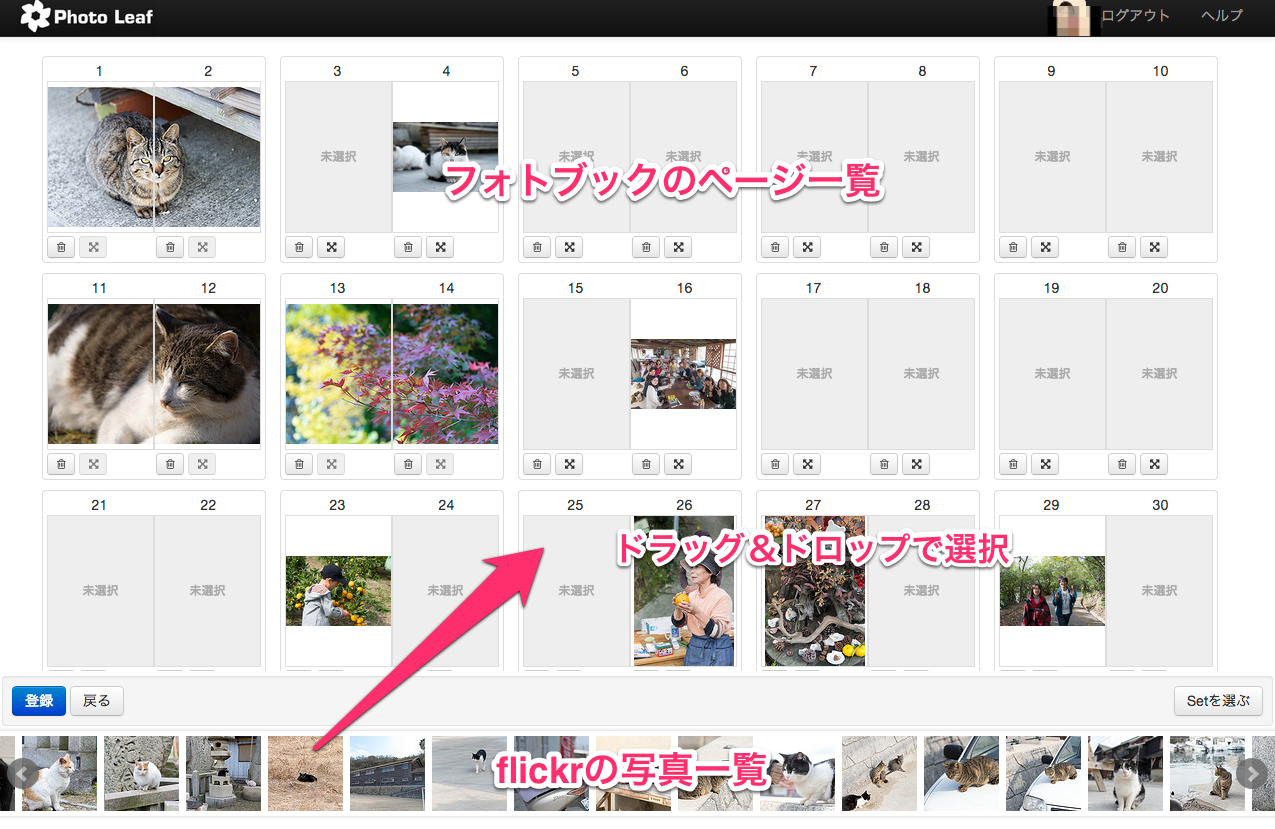 Photo Leaf
ログアウト ヘルプ
1 2 3 4 5 6 7 8 9 10
未選択 未選択 未選択 未選択 未選択 未選択 未選択
フォトブックのページ一覧
11 12 13 14 15 16 17 18 19 20
未選択 未選択 未選択 未選択 未選択
21 22 23 24 25 26 27 28 29 30
ドラッグ&ドロップで選択
未選択 未選択 未選択 未選択 未選択 未選択
登録 戻る Setを選ぶ
flickrの写真一覧